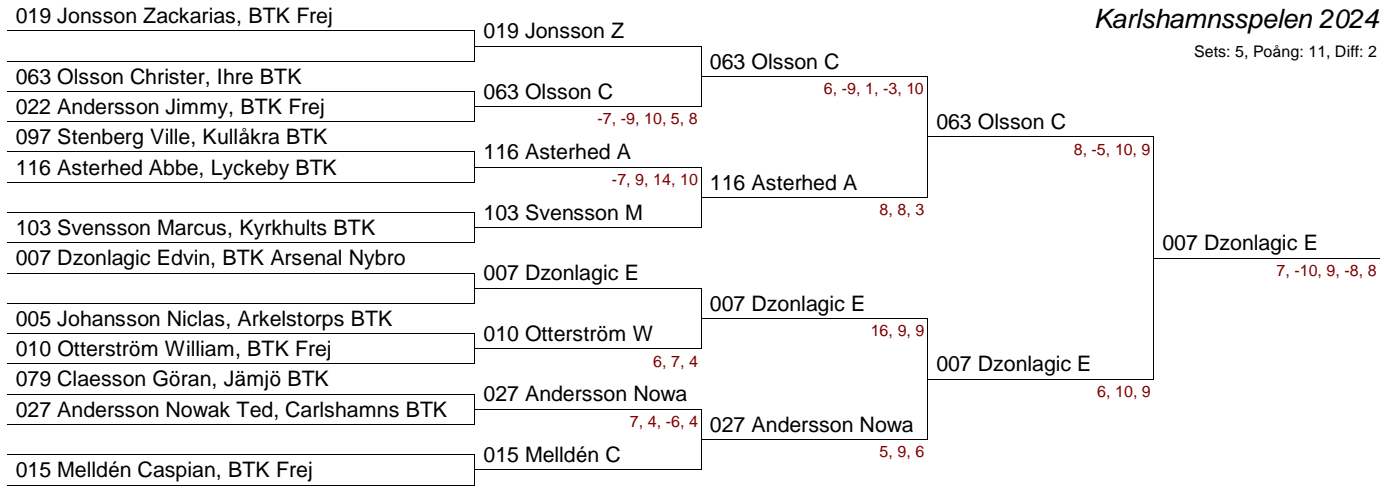 Karlshamnsspelen 2024
Sets: 5, Poång: 11, Diff: 2
019 Jonsson Zackarias, BTK Frej
063 Olsson Christer, Ihre BTK
022 Andersson Jimmy, BTK Frej
097 Stenberg Ville, Kullåkra BTK
116 Asterhed Abbe, Lyckeby BTK
103 Svensson Marcus, Kyrkhults BTK
007 Dzonlagic Edvin, BTK Arsenal Nybro
005 Johansson Niclas, Arkelstorps BTK
010 Otterström William, BTK Frej
079 Claesson Göran, Jämjö BTK
027 Andersson Nowak Ted, Carlshamns BTK
015 Melldén Caspian, BTK Frej
019 Jonsson Z
063 Olsson C
-7, -9, 10, 5, 8
116 Asterhed A
-7, 9, 14, 10
103 Svensson M
007 Dzonlagic E
010 Otterström W
6, 7, 4
027 Andersson Nowa
7, 4, -6, 4
015 Melldén C
063 Olsson C
6, -9, 1, -3, 10
116 Asterhed A
8, 8, 3
007 Dzonlagic E
16, 9, 9
027 Andersson Nowa
5, 9, 6
063 Olsson C
8, -5, 10, 9
007 Dzonlagic E
6, 10, 9
007 Dzonlagic E
7, -10, 9, -8, 8